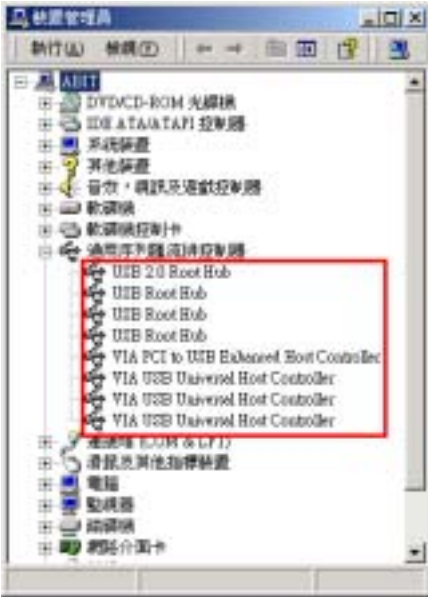 裝置管理員
執行(A) 檢視(V)
ABIT
DVD/CD-ROM 光碟機
IDE ATA/ATAPI 控制器
系統裝置
其他裝置
音效，視訊及遊戲控制器
軟碟機
軟碟機控制卡
通用序列匯流排控制器
USB 2.0 Root Hub
USB Root Hub
USB Root Hub
USB Root Hub
VIA PCI to USB Enhanced Host Controller
VIA USB Universal Host Controller
VIA USB Universal Host Controller
VIA USB Universal Host Controller
連接埠 (COM & LPT)
滑鼠及其他指標裝置
電腦
監視器
磁碟機
網路介面卡